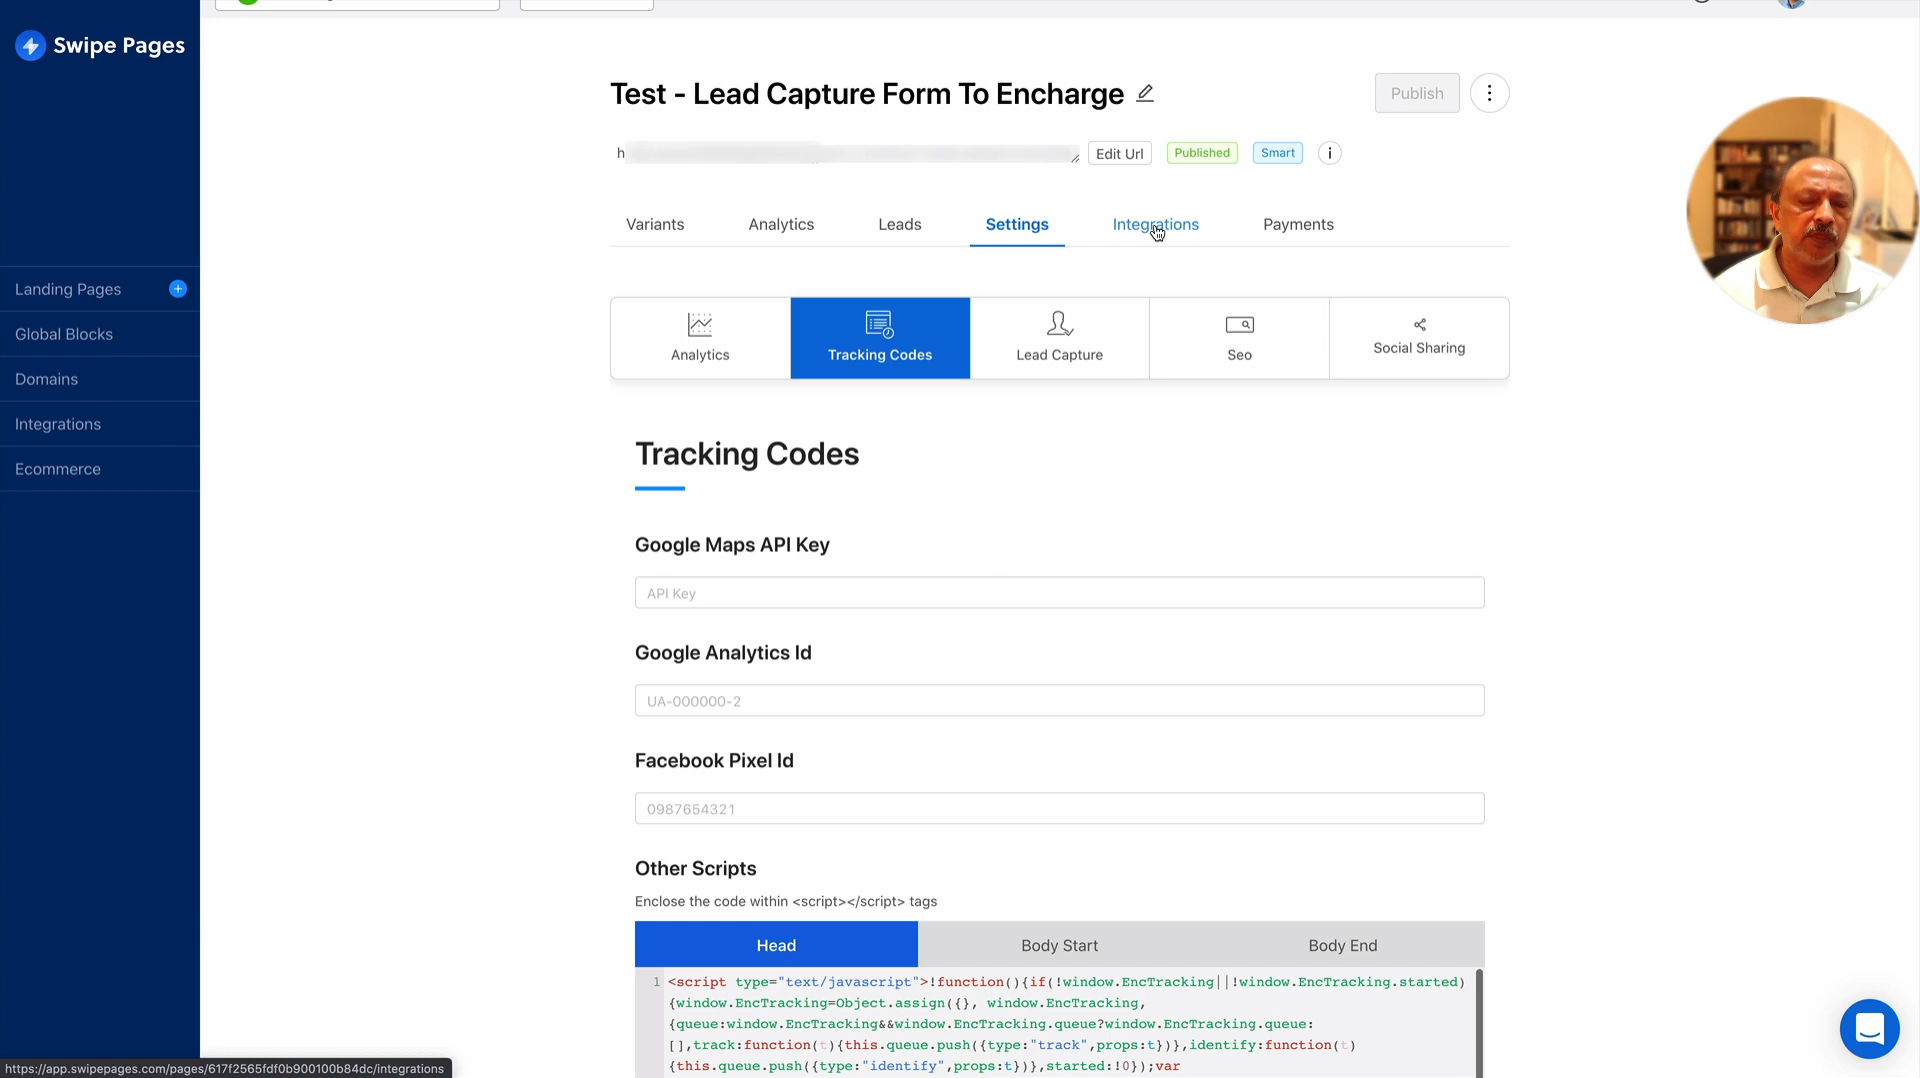 Swipe Pages
Test - Lead Capture Form To Encharge
Publish
h
Edit Url
Published
Smart
i
Variants
Analytics
Leads
Settings
Integrations
Payments
Landing Pages
Global Blocks
Domains
Integrations
Ecommerce
Analytics
Tracking Codes
Lead Capture
Seo
Social Sharing
Tracking Codes
Google Maps API Key
API Key
Google Analytics Id
UA-000000-2
Facebook Pixel Id
0987654321
Other Scripts
Enclose the code within <script></script> tags
Head
Body Start
Body End
1 <script type="text/javascript">!function(){if(!window.EncTracking||!window.EncTracking.started)
{window.EncTracking=Object.assign({}, window.EncTracking,
{queue:window.EncTracking&&window.EncTracking.queue?window.EncTracking.queue:
[],track:function(t){this.queue.push({type:"track",props:t})},identify:function(t)
{this.queue.push({type:"identify",props:t})},started:!0});var
https://app.swipepages.com/pages/617f2565fdf0b900100b84dc/integrations